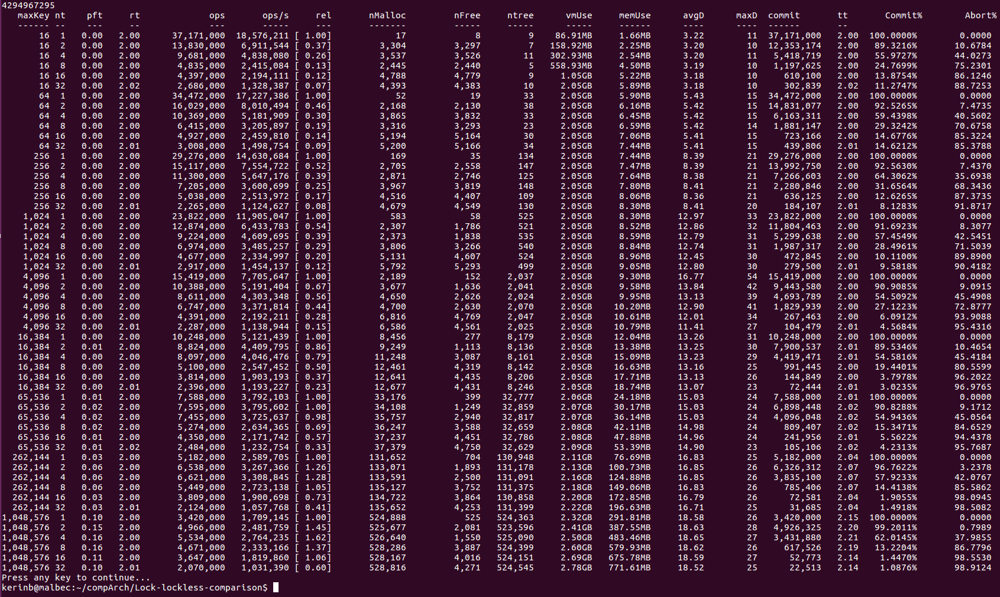 4294967295
maxKey nt pft rt ops ops/s rel nMalloc nFree ntree vmUse memUse avgD maxD commit tt Commit% Abort%
------ -- --- -- --- ----- --- ------- ----- ----- ----- ------ ---- ---- ------ -- ------- ------
16 1 0.00 2.00 37,171,000 18,576,211 [ 1.00] 17 8 9 86.91MB 1.66MB 3.22 11 37,171,000 2.00 100.0000% 0.0000
16 2 0.00 2.00 13,830,000 6,911,544 [ 0.37] 3,304 3,297 7 158.92MB 2.25MB 3.20 10 12,353,174 2.00 89.3216% 10.6784
16 4 0.00 2.00 9,681,000 4,838,080 [ 0.26] 3,537 3,526 11 302.93MB 2.54MB 3.20 11 5,418,719 2.00 55.9727% 44.0273
16 8 0.00 2.00 4,835,000 2,415,084 [ 0.13] 2,445 2,440 5 558.93MB 4.50MB 3.19 10 1,197,625 2.00 24.7699% 75.2301
16 16 0.00 2.00 4,397,000 2,194,111 [ 0.12] 4,788 4,779 9 1.05GB 5.22MB 3.18 10 610,100 2.00 13.8754% 86.1246
16 32 0.00 2.02 2,686,000 1,328,387 [ 0.07] 4,393 4,383 10 2.05GB 5.89MB 3.18 10 302,839 2.02 11.2747% 88.7253
64 1 0.00 2.00 34,472,000 17,227,386 [ 1.00] 52 19 33 2.05GB 5.90MB 5.43 15 34,472,000 2.00 100.0000% 0.0000
64 2 0.00 2.00 16,029,000 8,010,494 [ 0.46] 2,168 2,130 38 2.05GB 6.16MB 5.42 15 14,831,077 2.00 92.5265% 7.4735
64 4 0.00 2.00 10,369,000 5,181,909 [ 0.30] 3,865 3,832 33 2.05GB 6.45MB 5.42 15 6,163,311 2.00 59.4398% 40.5602
64 8 0.00 2.00 6,415,000 3,205,897 [ 0.19] 3,316 3,293 23 2.05GB 6.59MB 5.42 14 1,881,147 2.00 29.3242% 70.6758
64 16 0.00 2.00 4,927,000 2,459,810 [ 0.14] 5,194 5,164 30 2.05GB 7.06MB 5.41 15 723,166 2.00 14.6776% 85.3224
64 32 0.00 2.01 3,008,000 1,498,754 [ 0.09] 5,200 5,166 34 2.05GB 7.44MB 5.41 15 439,806 2.01 14.6212% 85.3788
256 1 0.00 2.00 29,276,000 14,630,684 [ 1.00] 169 35 134 2.05GB 7.44MB 8.39 21 29,276,000 2.00 100.0000% 0.0000
256 2 0.00 2.00 15,117,000 7,554,722 [ 0.52] 2,705 2,558 147 2.05GB 7.47MB 8.39 21 13,992,750 2.00 92.5630% 7.4370
256 4 0.00 2.00 11,300,000 5,647,176 [ 0.39] 2,871 2,746 125 2.05GB 7.64MB 8.38 21 7,266,603 2.00 64.3062% 35.6938
256 8 0.00 2.00 7,205,000 3,600,699 [ 0.25] 3,967 3,819 148 2.05GB 7.80MB 8.41 21 2,280,846 2.00 31.6564% 68.3436
256 16 0.00 2.00 5,038,000 2,513,972 [ 0.17] 4,516 4,407 109 2.05GB 8.06MB 8.36 21 636,125 2.00 12.6265% 87.3735
256 32 0.00 2.01 2,265,000 1,124,627 [ 0.08] 4,679 4,549 130 2.05GB 8.30MB 8.41 20 184,107 2.01 8.1283% 91.8717
1,024 1 0.00 2.00 23,822,000 11,905,047 [ 1.00] 583 58 525 2.05GB 8.30MB 12.97 33 23,822,000 2.00 100.0000% 0.0000
1,024 2 0.00 2.00 12,874,000 6,433,783 [ 0.54] 2,307 1,786 521 2.05GB 8.52MB 12.86 32 11,804,463 2.00 91.6923% 8.3077
1,024 4 0.00 2.00 9,224,000 4,609,695 [ 0.39] 2,373 1,838 535 2.05GB 8.59MB 12.79 31 5,299,638 2.00 57.4549% 42.5451
1,024 8 0.00 2.00 6,974,000 3,485,257 [ 0.29] 3,806 3,266 540 2.05GB 8.84MB 12.74 31 1,987,317 2.00 28.4961% 71.5039
1,024 16 0.00 2.00 4,677,000 2,334,997 [ 0.20] 5,131 4,607 524 2.05GB 8.96MB 12.45 30 472,845 2.00 10.1100% 89.8900
1,024 32 0.00 2.01 2,917,000 1,454,137 [ 0.12] 5,792 5,293 499 2.05GB 9.05MB 12.80 30 279,500 2.01 9.5818% 90.4182
4,096 1 0.00 2.00 15,419,000 7,705,647 [ 1.00] 2,189 152 2,037 2.05GB 9.30MB 16.77 54 15,419,000 2.00 100.0000% 0.0000
4,096 2 0.00 2.00 10,388,000 5,191,404 [ 0.67] 3,677 1,636 2,041 2.05GB 9.58MB 13.84 42 9,443,580 2.00 90.9085% 9.0915
4,096 4 0.00 2.00 8,611,000 4,303,348 [ 0.56] 4,650 2,626 2,024 2.05GB 9.95MB 13.13 39 4,693,789 2.00 54.5092% 45.4908
4,096 8 0.00 2.00 6,747,000 3,371,814 [ 0.44] 4,700 2,630 2,070 2.05GB 10.20MB 12.90 41 1,829,939 2.00 27.1223% 72.8777
4,096 16 0.00 2.00 4,391,000 2,192,211 [ 0.28] 6,816 4,769 2,047 2.05GB 10.61MB 12.01 34 267,463 2.00 6.0912% 93.9088
4,096 32 0.00 2.01 2,287,000 1,138,944 [ 0.15] 6,586 4,561 2,025 2.05GB 10.79MB 11.41 27 104,479 2.01 4.5684% 95.4316
16,384 1 0.00 2.00 10,248,000 5,121,439 [ 1.00] 8,456 277 8,179 2.05GB 12.04MB 13.26 31 10,248,000 2.00 100.0000% 0.0000
16,384 2 0.01 2.00 8,824,000 4,409,795 [ 0.86] 9,249 1,113 8,136 2.05GB 13.38MB 13.25 30 7,900,537 2.01 89.5346% 10.4654
16,384 4 0.00 2.00 8,097,000 4,046,476 [ 0.79] 11,248 3,087 8,161 2.05GB 15.09MB 13.23 29 4,419,471 2.01 54.5816% 45.4184
16,384 8 0.00 2.00 5,100,000 2,547,452 [ 0.50] 12,461 4,319 8,142 2.05GB 16.63MB 13.16 25 991,445 2.00 19.4401% 80.5599
16,384 16 0.00 2.00 3,814,000 1,903,193 [ 0.37] 12,641 4,435 8,206 2.05GB 17.71MB 13.13 26 144,849 2.00 3.7978% 96.2022
16,384 32 0.00 2.01 2,396,000 1,193,227 [ 0.23] 12,677 4,431 8,246 2.05GB 18.74MB 13.07 23 72,444 2.01 3.0235% 96.9765
65,536 1 0.01 2.00 7,588,000 3,792,103 [ 1.00] 33,176 399 32,777 2.06GB 24.18MB 15.03 24 7,588,000 2.01 100.0000% 0.0000
65,536 2 0.02 2.00 7,595,000 3,795,602 [ 1.00] 34,108 1,249 32,859 2.07GB 30.17MB 15.03 24 6,898,448 2.02 90.8288% 9.1712
65,536 4 0.02 2.00 7,455,000 3,725,637 [ 0.98] 35,757 2,940 32,817 2.07GB 36.14MB 15.03 24 4,096,048 2.02 54.9436% 45.0564
65,536 8 0.02 2.00 5,274,000 2,634,365 [ 0.69] 36,247 3,588 32,659 2.08GB 42.11MB 14.98 24 809,407 2.02 15.3471% 84.6529
65,536 16 0.01 2.00 4,350,000 2,171,742 [ 0.57] 37,237 4,451 32,786 2.08GB 47.88MB 14.96 24 241,956 2.01 5.5622% 94.4378
65,536 32 0.01 2.02 2,484,000 1,232,754 [ 0.33] 37,379 4,750 32,629 2.09GB 53.39MB 14.90 23 105,106 2.02 4.2313% 95.7687
262,144 1 0.03 2.00 5,182,000 2,589,705 [ 1.00] 131,652 704 130,948 2.11GB 76.69MB 16.83 25 5,182,000 2.04 100.0000% 0.0000
262,144 2 0.06 2.00 6,538,000 3,267,366 [ 1.26] 133,071 1,893 131,178 2.13GB 100.73MB 16.85 26 6,326,312 2.07 96.7622% 3.2378
262,144 4 0.06 2.00 6,621,000 3,308,845 [ 1.28] 133,591 2,500 131,091 2.16GB 124.88MB 16.85 26 3,835,100 2.07 57.9233% 42.0767
262,144 8 0.06 2.00 5,449,000 2,723,138 [ 1.05] 135,127 3,752 131,375 2.18GB 149.06MB 16.83 26 785,406 2.07 14.4138% 85.5862
262,144 16 0.03 2.00 3,809,000 1,900,698 [ 0.73] 134,722 3,864 130,858 2.20GB 172.85MB 16.79 26 72,581 2.04 1.9055% 98.0945
262,144 32 0.03 2.01 2,124,000 1,057,768 [ 0.41] 135,652 4,253 131,399 2.22GB 196.63MB 16.71 25 31,685 2.04 1.4918% 98.5082
1,048,576 1 0.10 2.00 3,420,000 1,709,145 [ 1.00] 524,888 525 524,363 2.32GB 291.81MB 18.58 26 3,420,000 2.15 100.0000% 0.0000
1,048,576 2 0.15 2.00 4,966,000 2,481,759 [ 1.45] 525,677 2,081 523,596 2.41GB 387.55MB 18.63 28 4,926,325 2.20 99.2011% 0.7989
1,048,576 4 0.16 2.00 5,534,000 2,764,235 [ 1.62] 526,640 1,550 525,090 2.50GB 483.46MB 18.65 27 3,431,880 2.21 62.0145% 37.9855
1,048,576 8 0.16 2.00 4,671,000 2,333,166 [ 1.37] 528,286 3,887 524,399 2.60GB 579.93MB 18.62 26 617,526 2.19 13.2204% 86.7796
1,048,576 16 0.11 2.00 3,647,000 1,819,860 [ 1.06] 528,167 4,016 524,151 2.69GB 675.78MB 18.59 27 52,773 2.14 1.4470% 98.5530
1,048,576 32 0.10 2.01 2,070,000 1,031,390 [ 0.60] 528,816 4,271 524,545 2.78GB 771.61MB 18.52 25 22,513 2.14 1.0876% 98.9124
Press any key to continue...
kerinb@malbec:~/compArch/Lock-lockless-comparison$